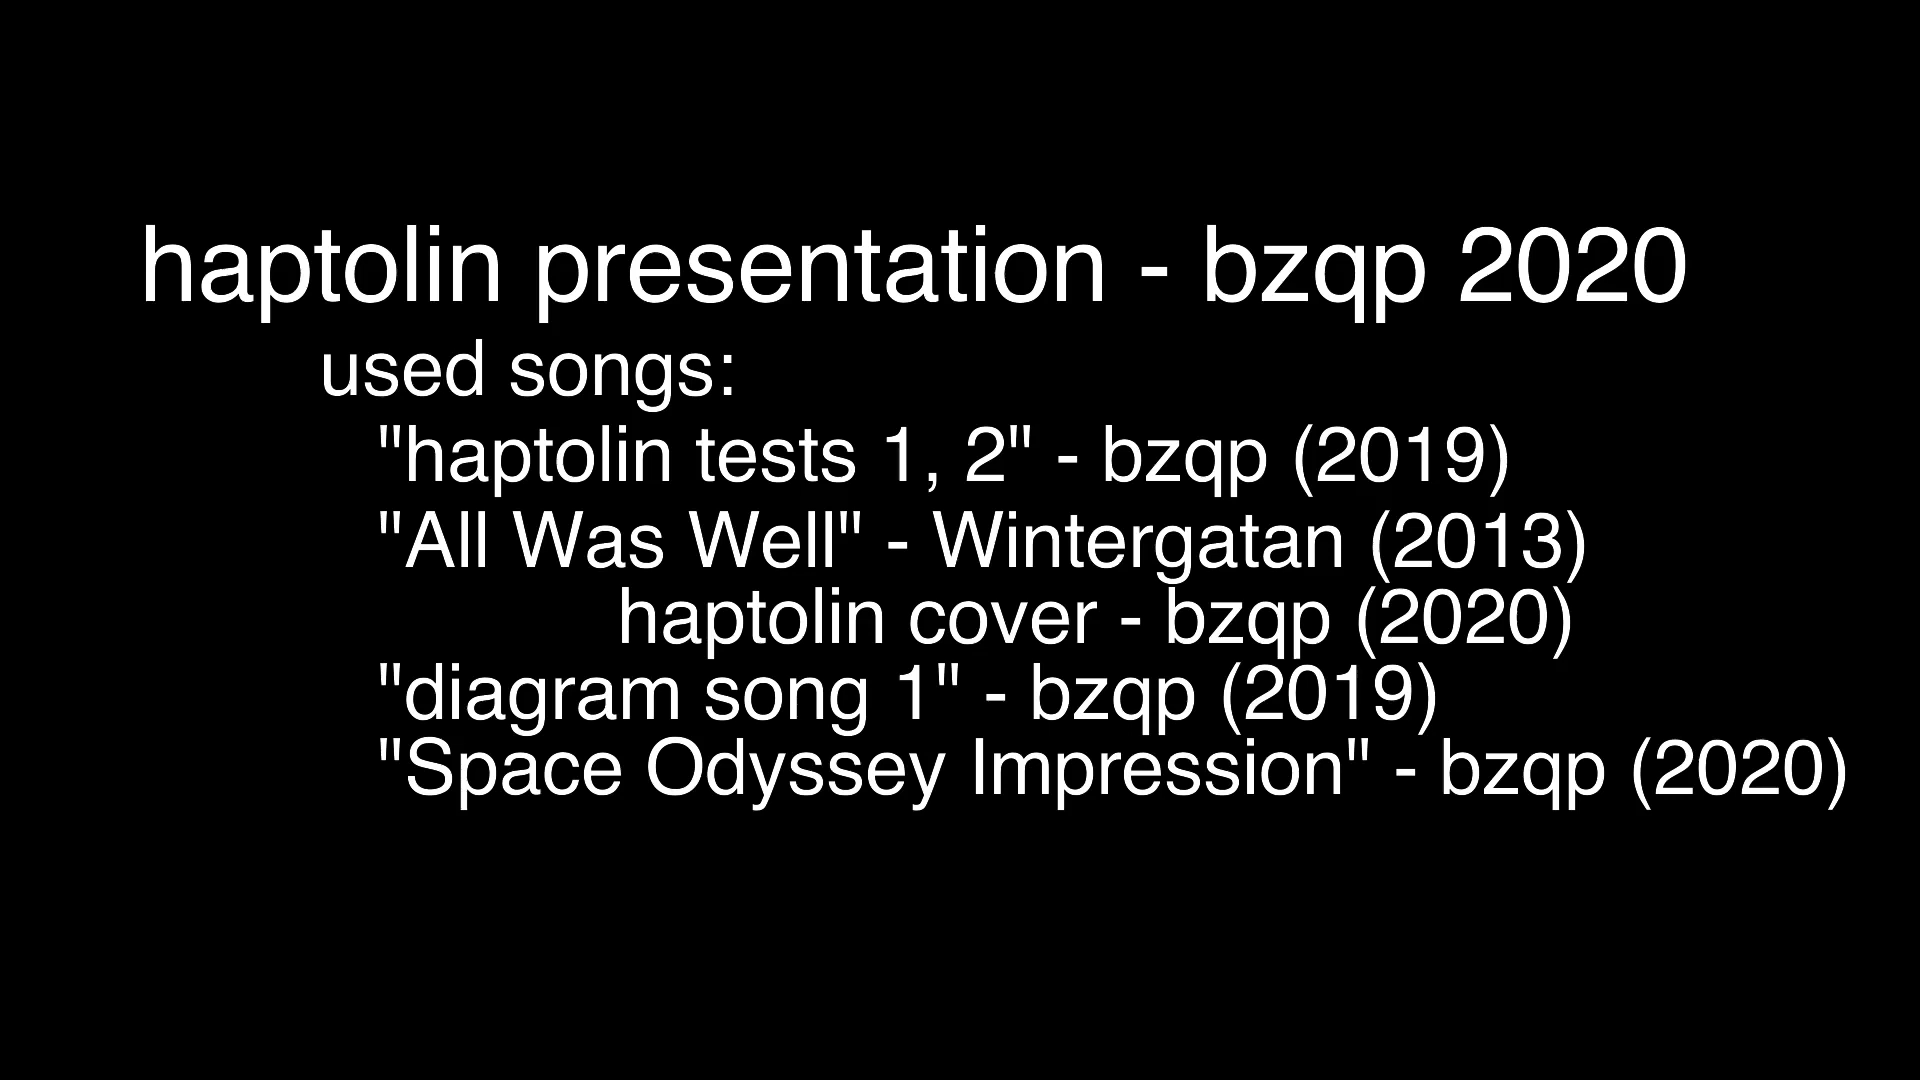 haptolin presentation - bzqp 2020
used songs:
"haptolin tests 1, 2" - bzqp (2019)
"All Was Well" - Wintergatan (2013)
haptolin cover - bzqp (2020)
"diagram song 1" - bzqp (2019)
"Space Odyssey Impression" - bzqp (2020)